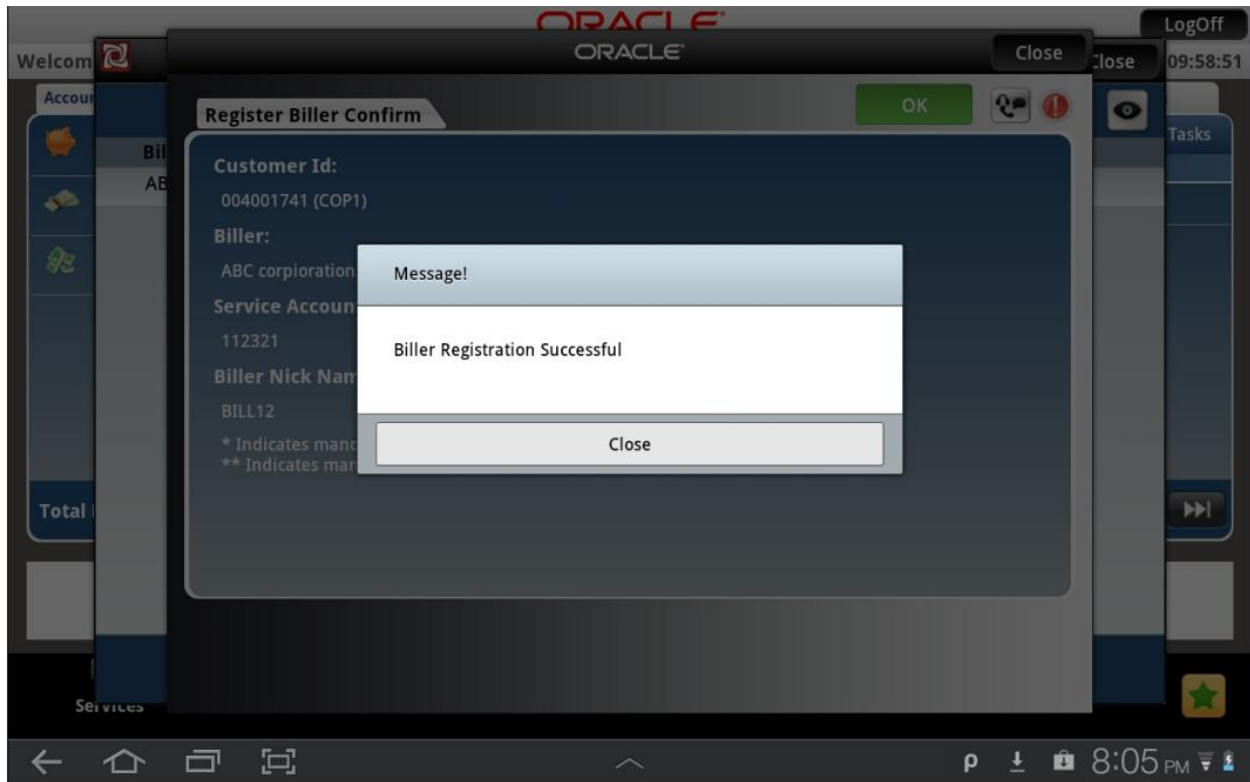 ORACLE
LogOff
Welcom
ORACLE
Close
Close
09:58:51
Accou
Register Biller Confirm
OK
Tasks
Bil
Customer Id:
AB
004001741 (COP1)
Biller:
ABC corpioration
Message!
Service Accoun
112321
Biller Registration Successful
Biller Nick Nam
BILL12
* Indicates manc
Close
** Indicates mar
Total
Services
8:05 PM